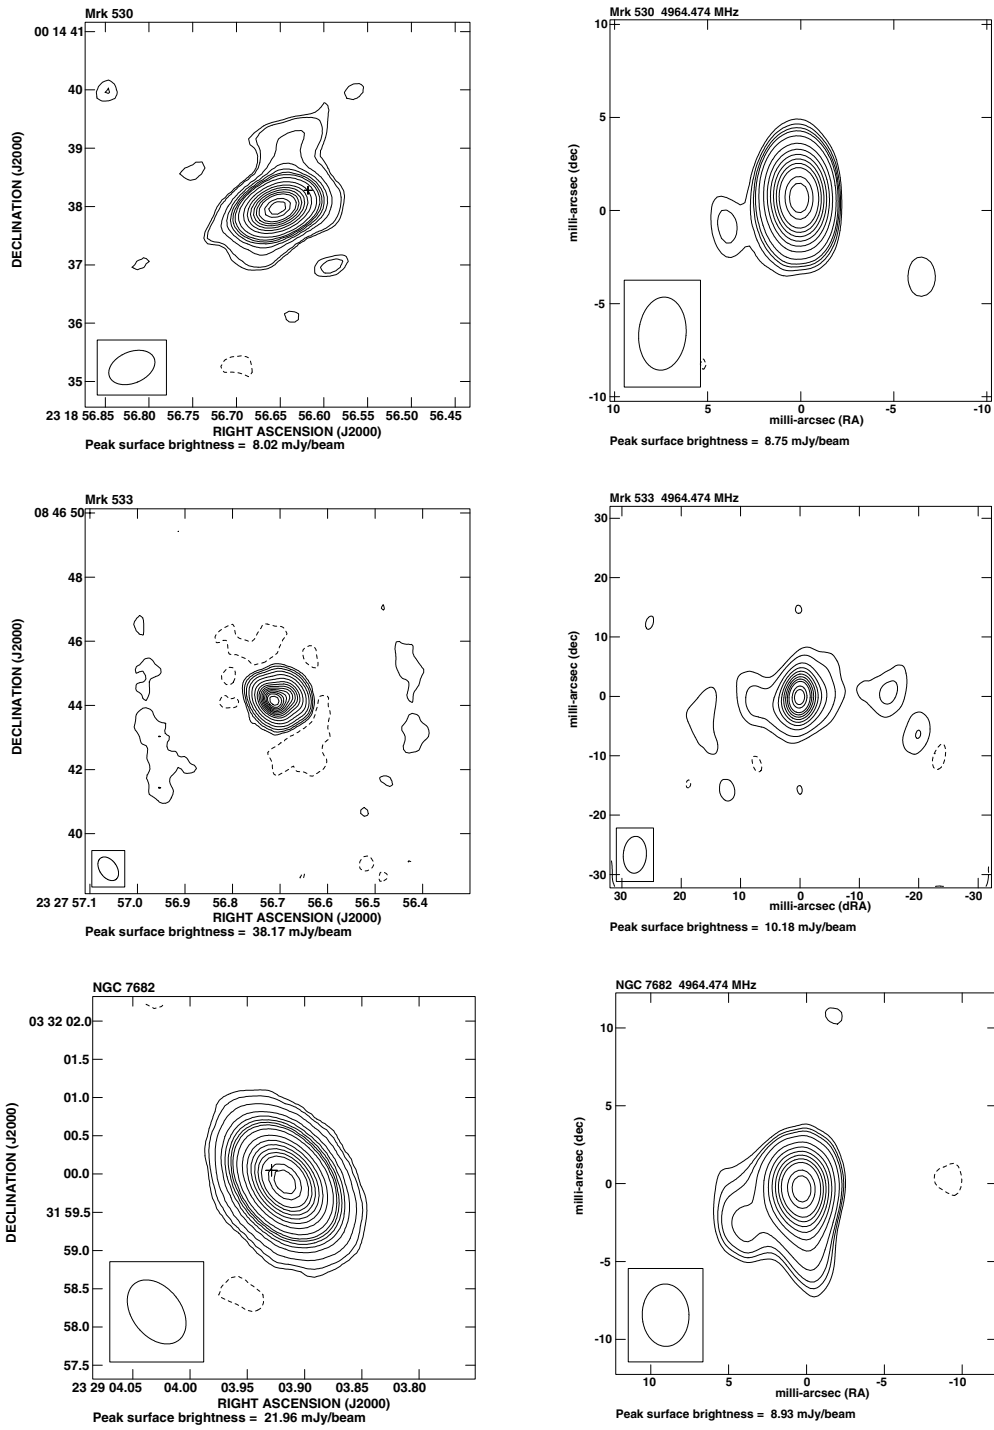 Mrk 530
00 14 41
40
39
38
37
36
35
DECLINATION (J2000)
23 18 56.85 56.80 56.75 56.70 56.65 56.60 56.55 56.50 56.45
RIGHT ASCENSION (J2000)
Peak surface brightness = 8.02 mJy/beam
Mrk 530 4964.474 MHz
10
5
0
-5
-10
milli-arcsec (dec)
10 5 0 -5 -10
milli-arcsec (RA)
Peak surface brightness = 8.75 mJy/beam
Mrk 533
08 46 50
48
46
44
42
40
DECLINATION (J2000)
23 27 57.1 57.0 56.9 56.8 56.7 56.6 56.5 56.4
RIGHT ASCENSION (J2000)
Peak surface brightness = 38.17 mJy/beam
Mrk 533 4964.474 MHz
30
20
10
0
-10
-20
-30
milli-arcsec (dec)
30 20 10 0 -10 -20 -30
milli-arcsec (dRA)
Peak surface brightness = 10.18 mJy/beam
NGC 7682
03 32 02.0
01.5
01.0
00.5
00.0
31 59.5
59.0
58.5
58.0
57.5
DECLINATION (J2000)
23 29 04.05 04.00 03.95 03.90 03.85 03.80
RIGHT ASCENSION (J2000)
Peak surface brightness = 21.96 mJy/beam
NGC 7682 4964.474 MHz
10
5
0
-5
-10
milli-arcsec (dec)
10 5 0 -5 -10
milli-arcsec (RA)
Peak surface brightness = 8.93 mJy/beam